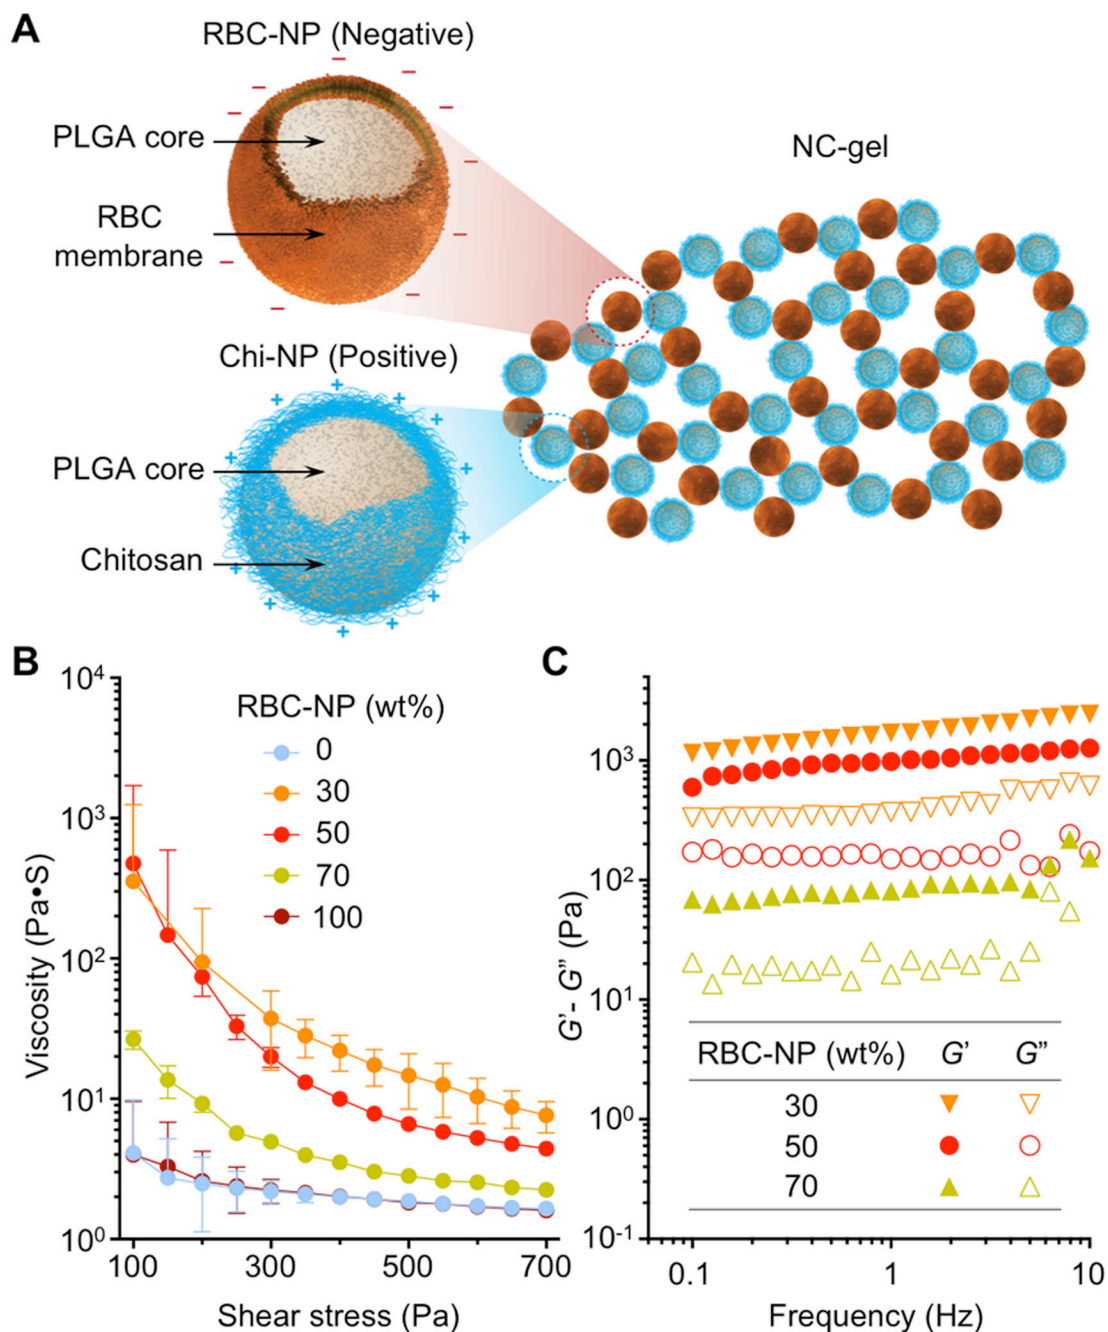 A
RBC-NP (Negative)
PLGA core
RBC
membrane
NC-gel
Chi-NP (Positive)
PLGA core
Chitosan
B
10⁴
10³
10²
10¹
10⁰
Viscosity (Pa•S)
RBC-NP (wt%)
0
30
50
70
100
100
300
500
700
Shear stress (Pa)
C
10³
10²
10¹
10⁰
10⁻¹
G’- G” (Pa)
RBC-NP (wt%) G’ G”
30
50
70
0.1
1
10
Frequency (Hz)